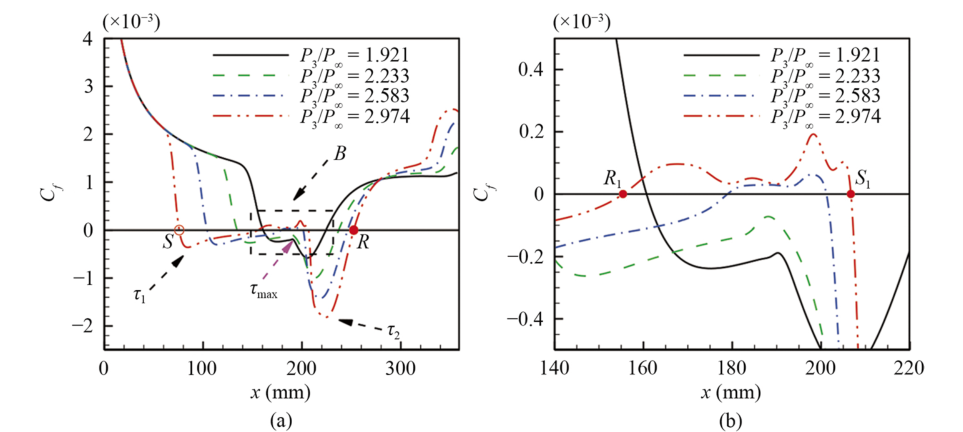 (×10⁻³)
4
3
2
1
0
−1
−2
C_f
P₃/P∞ = 1.921
P₃/P∞ = 2.233
P₃/P∞ = 2.583
P₃/P∞ = 2.974
B
S
R
τ₁
τ_max
τ₂
0 100 200 300
x (mm)
(a)
(×10⁻³)
0.4
0.2
0
−0.2
−0.4
C_f
P₃/P∞ = 1.921
P₃/P∞ = 2.233
P₃/P∞ = 2.583
P₃/P∞ = 2.974
R₁
S₁
140 160 180 200 220
x (mm)
(b)